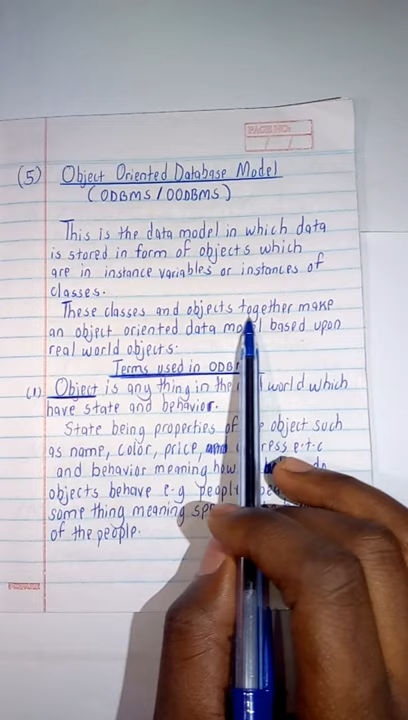 PAGE NO:
(5) Object Oriented Database Model
(ODBMS/OODBMS)
This is the data model in which data
is stored in form of objects which
are in instance variables or instances of
classes.
These classes and objects together make
an object oriented data model based upon
real world objects.
Terms used in ODB
(1) Object is any thing in the world which
have state and behavior.
State being properties of object such
as name, color, price, e.t.c
and behavior meaning how do
objects behave e.g
some thing meaning
of the people.